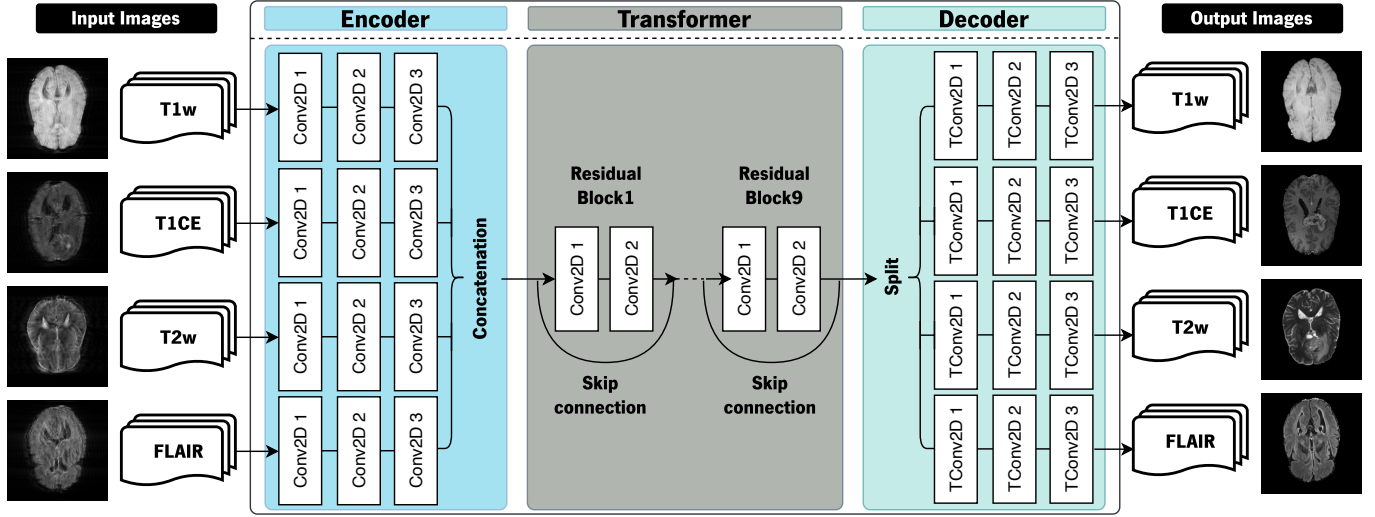 Input Images
Encoder
Transformer
Decoder
Output Images
T1w
Conv2D 1
Conv2D 2
Conv2D 3
TConv2D 1
TConv2D 2
TConv2D 3
T1w
T1CE
Conv2D 1
Conv2D 2
Conv2D 3
TConv2D 1
TConv2D 2
TConv2D 3
T1CE
T2w
Conv2D 1
Conv2D 2
Conv2D 3
TConv2D 1
TConv2D 2
TConv2D 3
T2w
FLAIR
Conv2D 1
Conv2D 2
Conv2D 3
TConv2D 1
TConv2D 2
TConv2D 3
FLAIR
Concatenation
Residual
Block1
Conv2D 1
Conv2D 2
Skip
connection
Residual
Block9
Conv2D 1
Conv2D 2
Skip
connection
Split